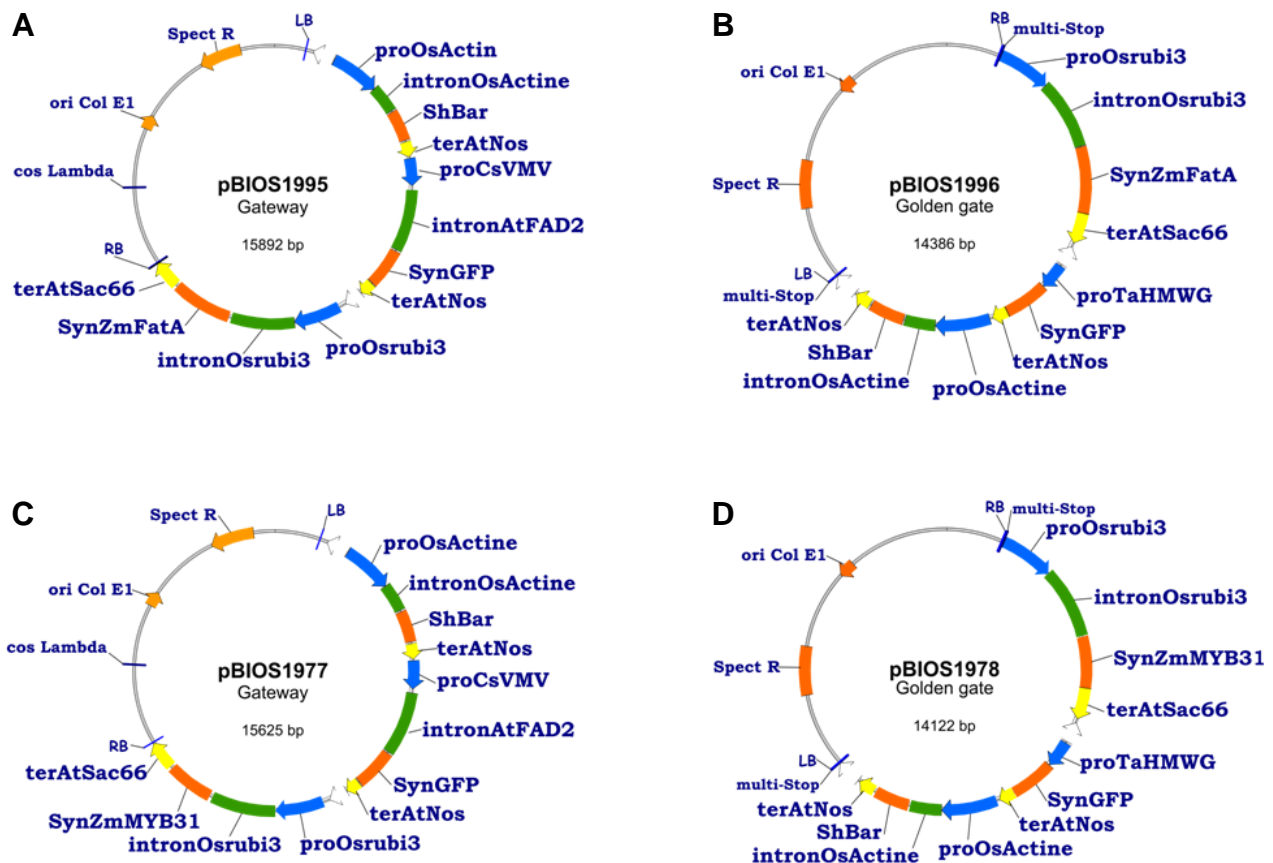 A
LB
Spect R
proOsActin
intronOsActine
ori Col E1
ShBar
terAtNos
cos Lambda
proCsVMV
pBIOS1995
Gateway
15892 bp
intronAtFAD2
RB
SynGFP
terAtSac66
terAtNos
SynZmFatA
proOsrubi3
intronOsrubi3
B
RB
multi-Stop
proOsrubi3
ori Col E1
intronOsrubi3
Spect R
pBIOS1996
Golden gate
14386 bp
SynZmFatA
terAtSac66
LB
multi-Stop
proTaHMWG
terAtNos
SynGFP
ShBar
terAtNos
intronOsActine
proOsActine
C
LB
Spect R
proOsActine
intronOsActine
ori Col E1
ShBar
terAtNos
cos Lambda
proCsVMV
pBIOS1977
Gateway
15625 bp
intronAtFAD2
RB
terAtSac66
SynGFP
terAtNos
SynZmMYB31
intronOsrubi3
proOsrubi3
D
RB
multi-Stop
proOsrubi3
ori Col E1
intronOsrubi3
Spect R
pBIOS1978
Golden gate
14122 bp
SynZmMYB31
terAtSac66
LB
multi-Stop
proTaHMWG
terAtNos
SynGFP
ShBar
terAtNos
intronOsActine
proOsActine